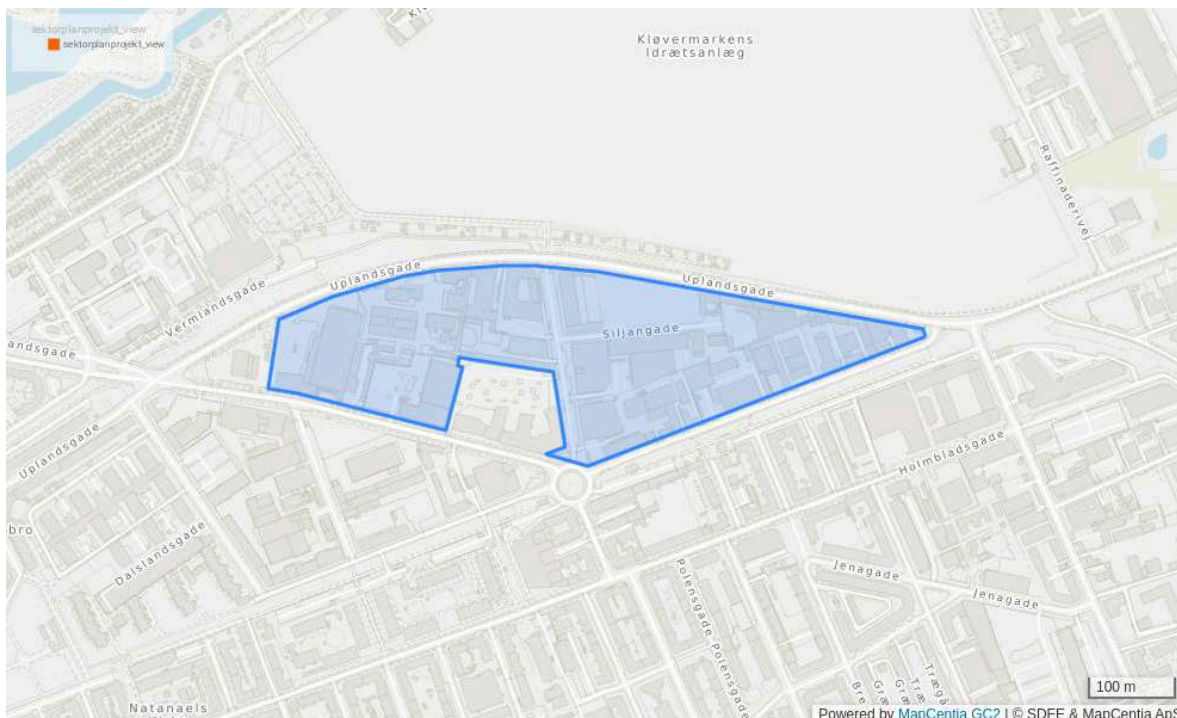 sektorplanprojekt_view
sektorplanprojekt_view
Kløvermarkens
Idrætsanlæg
Raffinaderivej
Uplandsgade
Uplandsgade
Vermlandsgade
Siljangade
landsgade
Uplandsgade
Holmbladsgade
bro
Dalslandsgade
Jenagade
Jenagade
Polensgade
Polensgade
Natanaels
100 m
Powered by MapCentia GC2 | © SDFE & MapCentia ApS